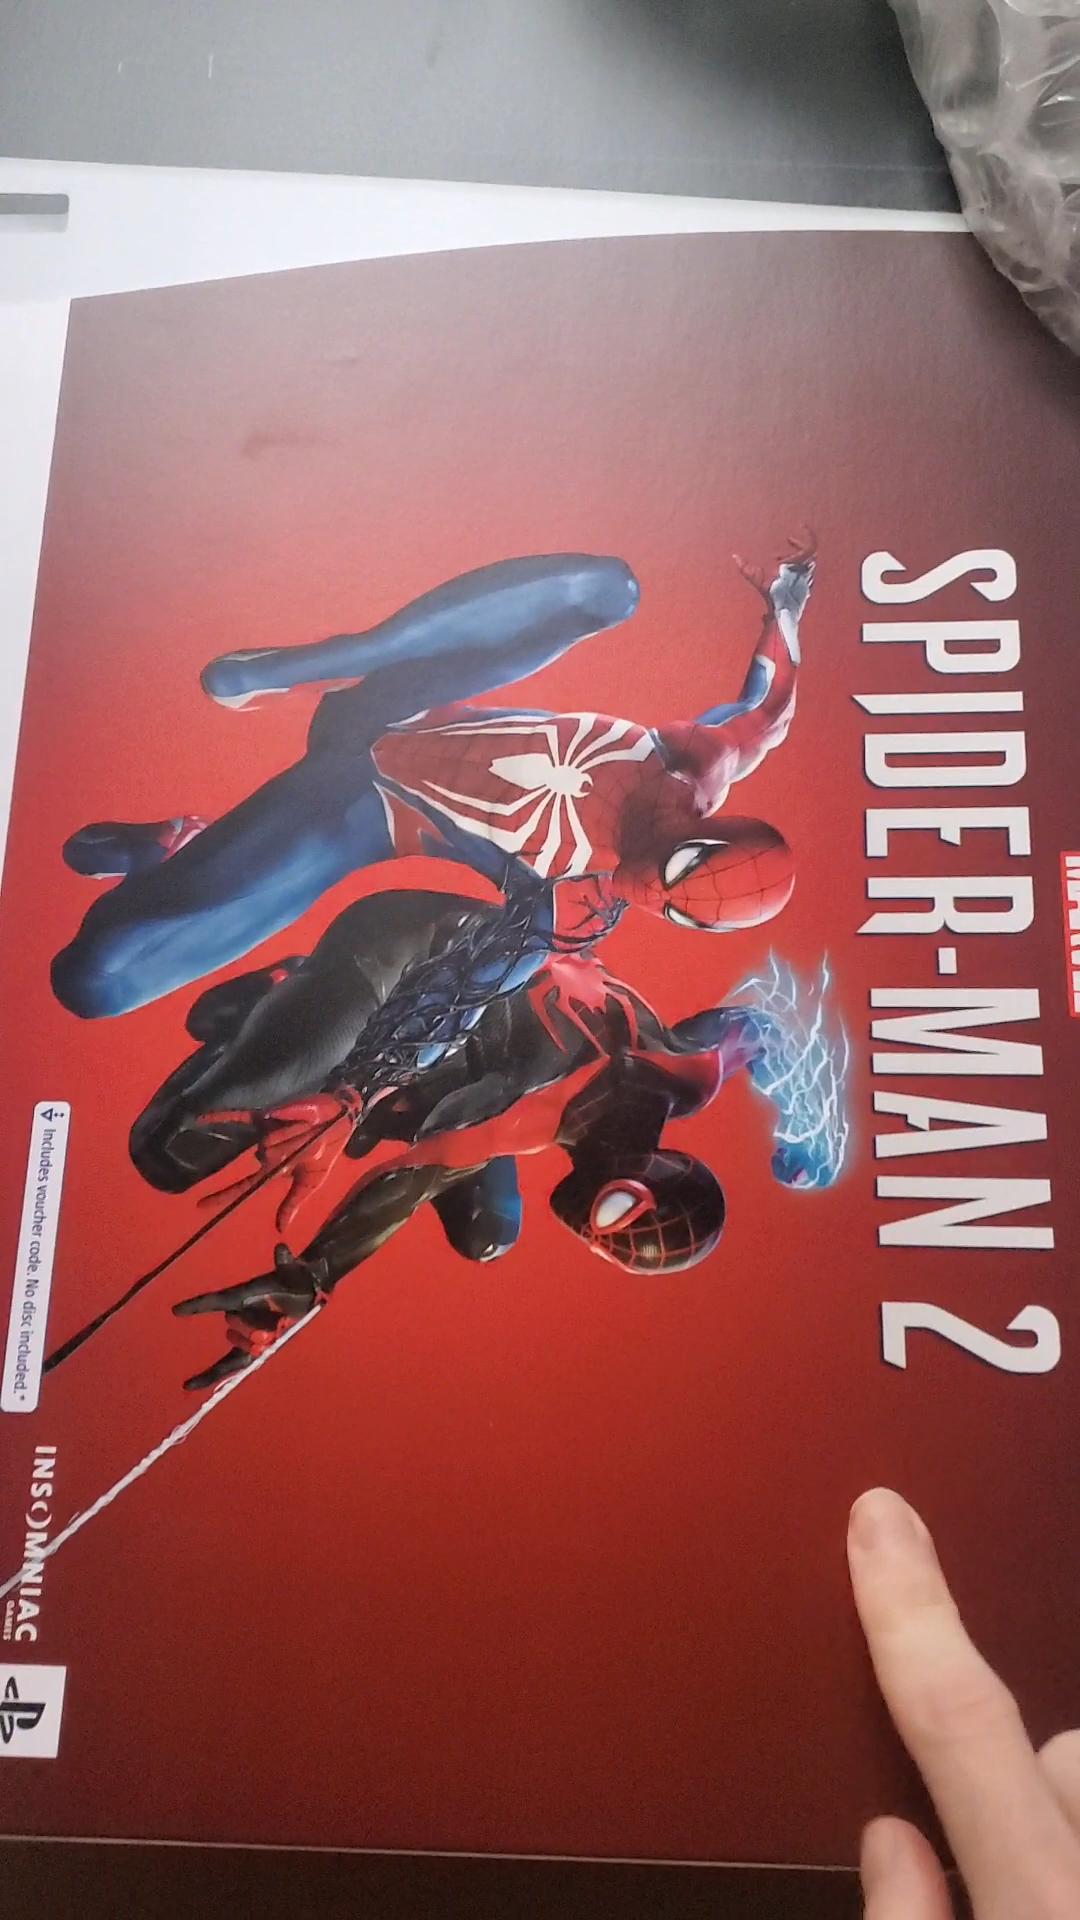 MARVEL
SPIDER-MAN 2
Includes voucher code. No disc included.*
INSOMNIAC
GAMES